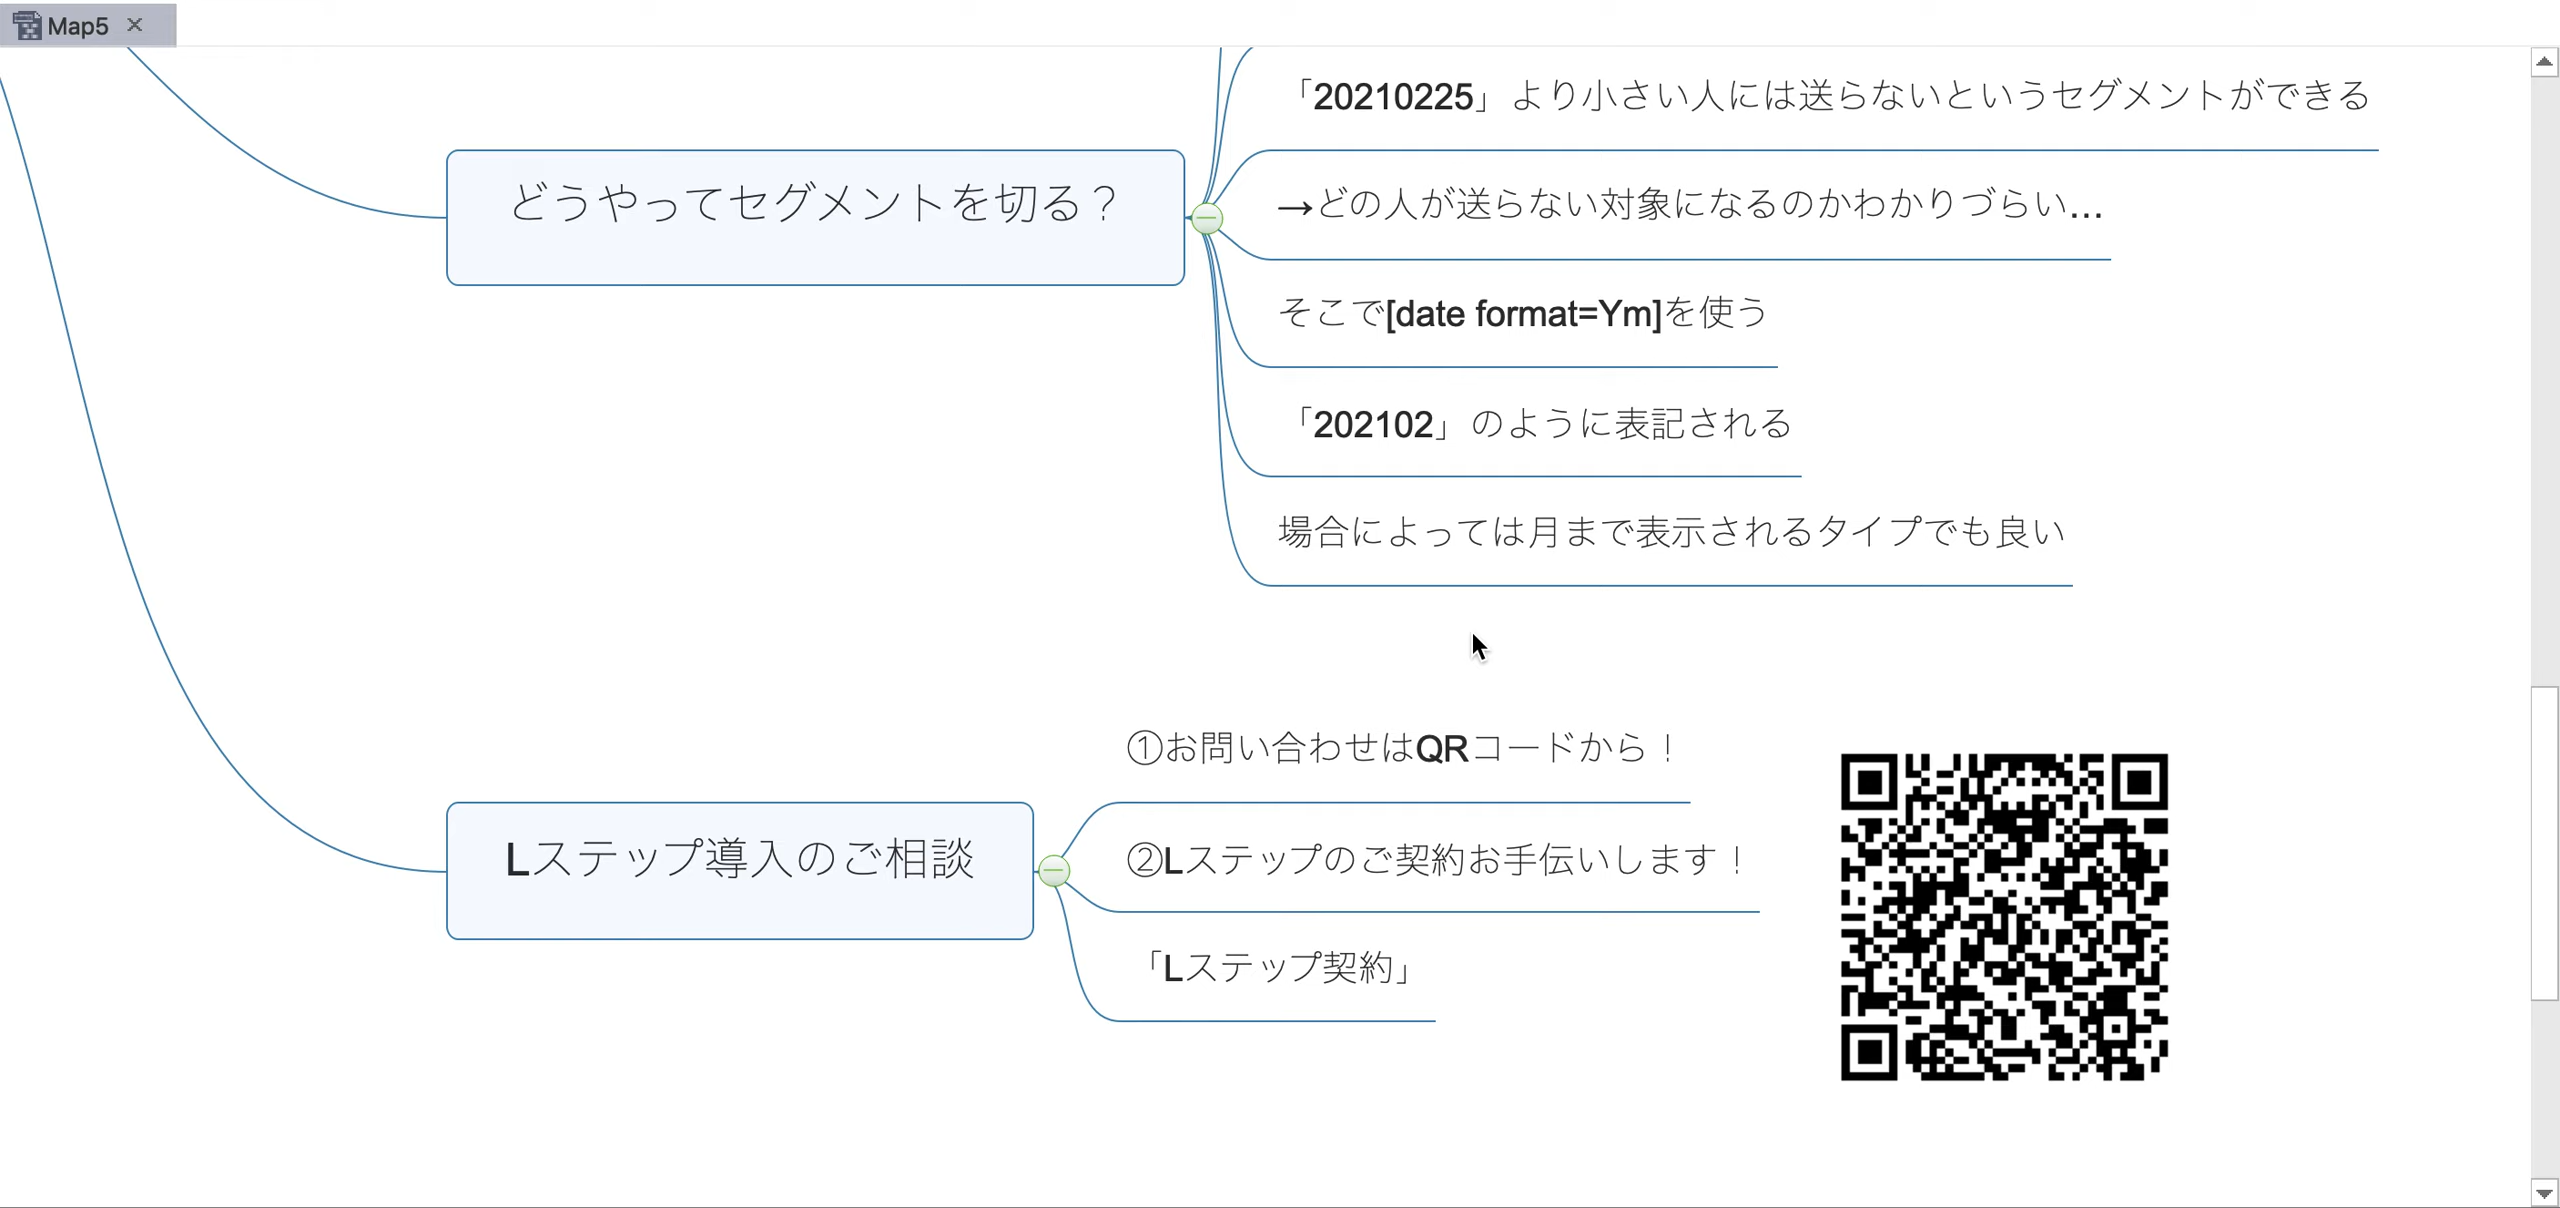 Map5
「20210225」より小さい人には送らないというセグメントができる
どうやってセグメントを切る？
→どの人が送らない対象になるのかわかりづらい…
そこで[date format=Ym]を使う
「202102」のように表記される
場合によっては月まで表示されるタイプでも良い
Lステップ導入のご相談
①お問い合わせはQRコードから！
②Lステップのご契約お手伝いします！
「Lステップ契約」